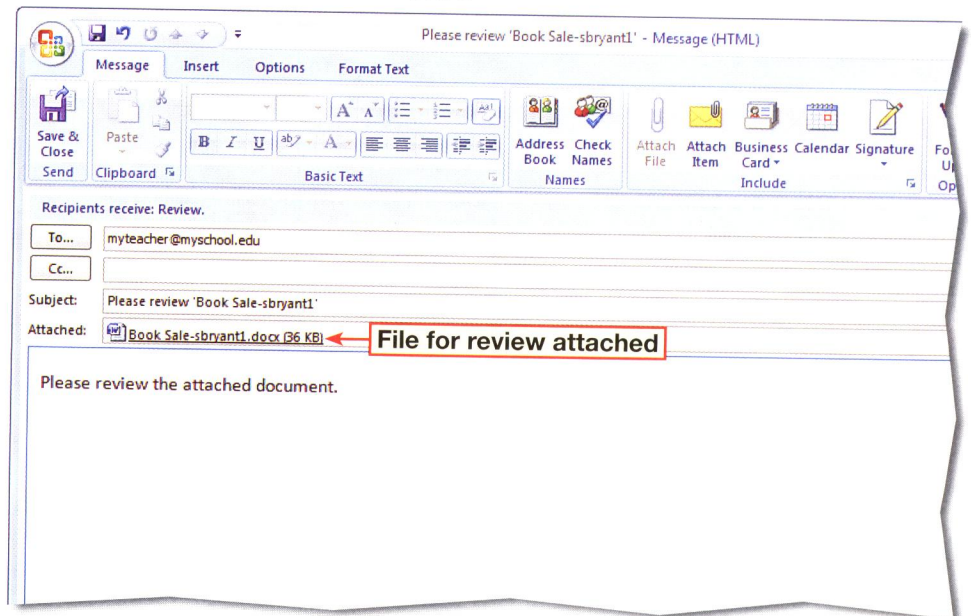 Please review 'Book Sale-sbryant1' - Message (HTML)
Message Insert Options Format Text
Save & Close
Paste
B I U ab A
A A Ab
Address Book
Check Names
Attach File
Attach Item
Business Card
Calendar
Signature
Send
Clipboard
Basic Text
Names
Include
Recipients receive: Review.
To... myteacher@myschool.edu
Cc...
Subject: Please review 'Book Sale-sbryant1'
Attached: Book Sale-sbryant1.docx (36 KB)
File for review attached
Please review the attached document.